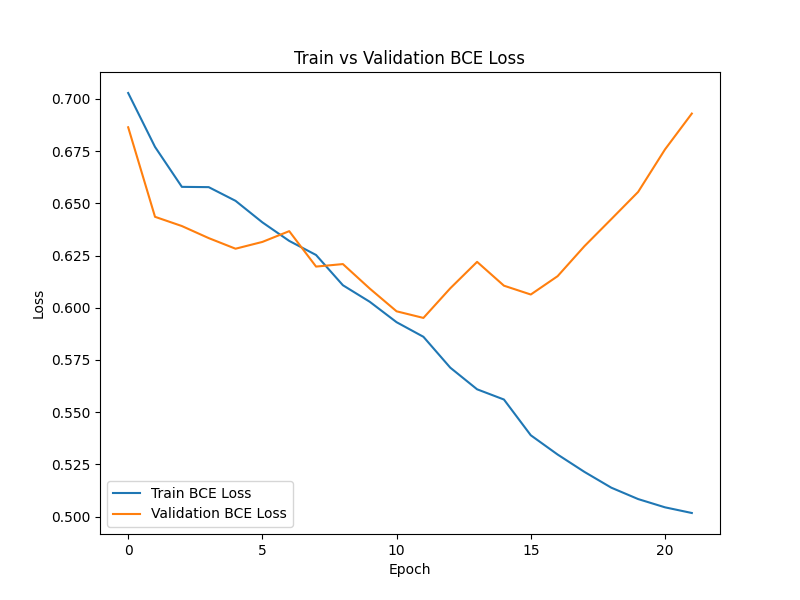 Train vs Validation BCE Loss
0.700
0.675
0.650
0.625
0.600
0.575
0.550
0.525
0.500
Loss
Train BCE Loss
Validation BCE Loss
0 5 10 15 20
Epoch